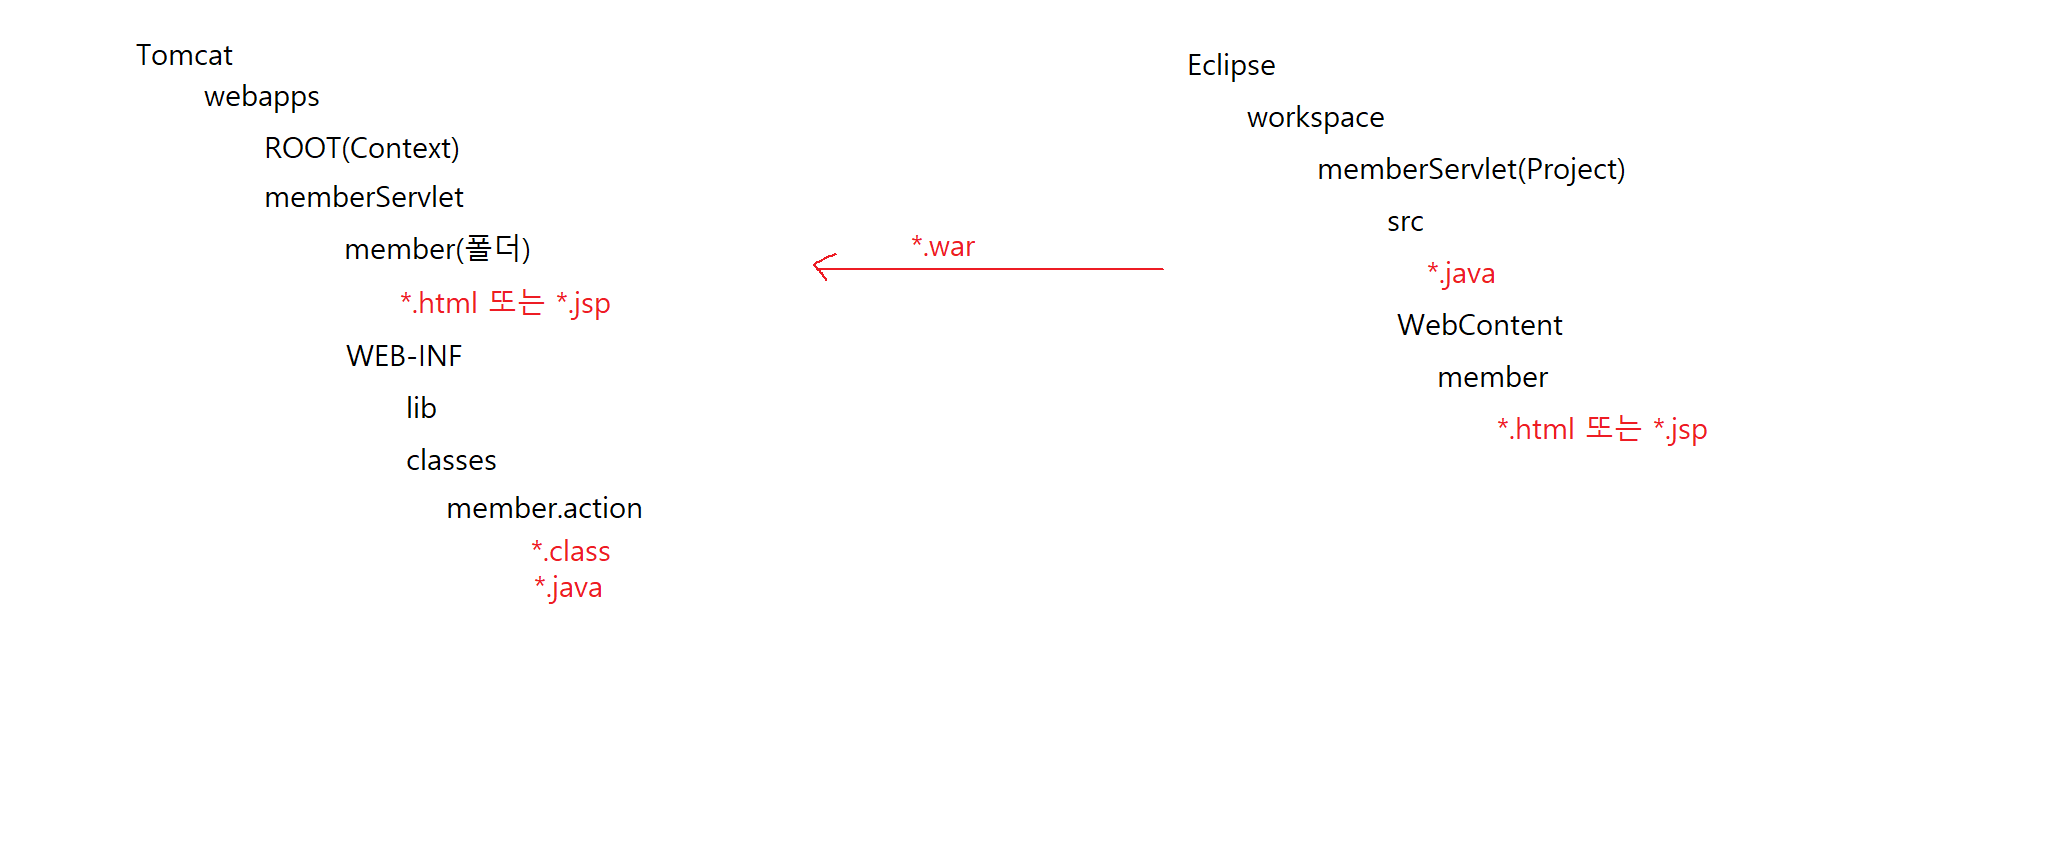 Tomcat
webapps
ROOT(Context)
memberServlet
member(폴더)
*.html 또는 *.jsp
WEB-INF
lib
classes
member.action
*.class
*.java
*.war
Eclipse
workspace
memberServlet(Project)
src
*.java
WebContent
member
*.html 또는 *.jsp